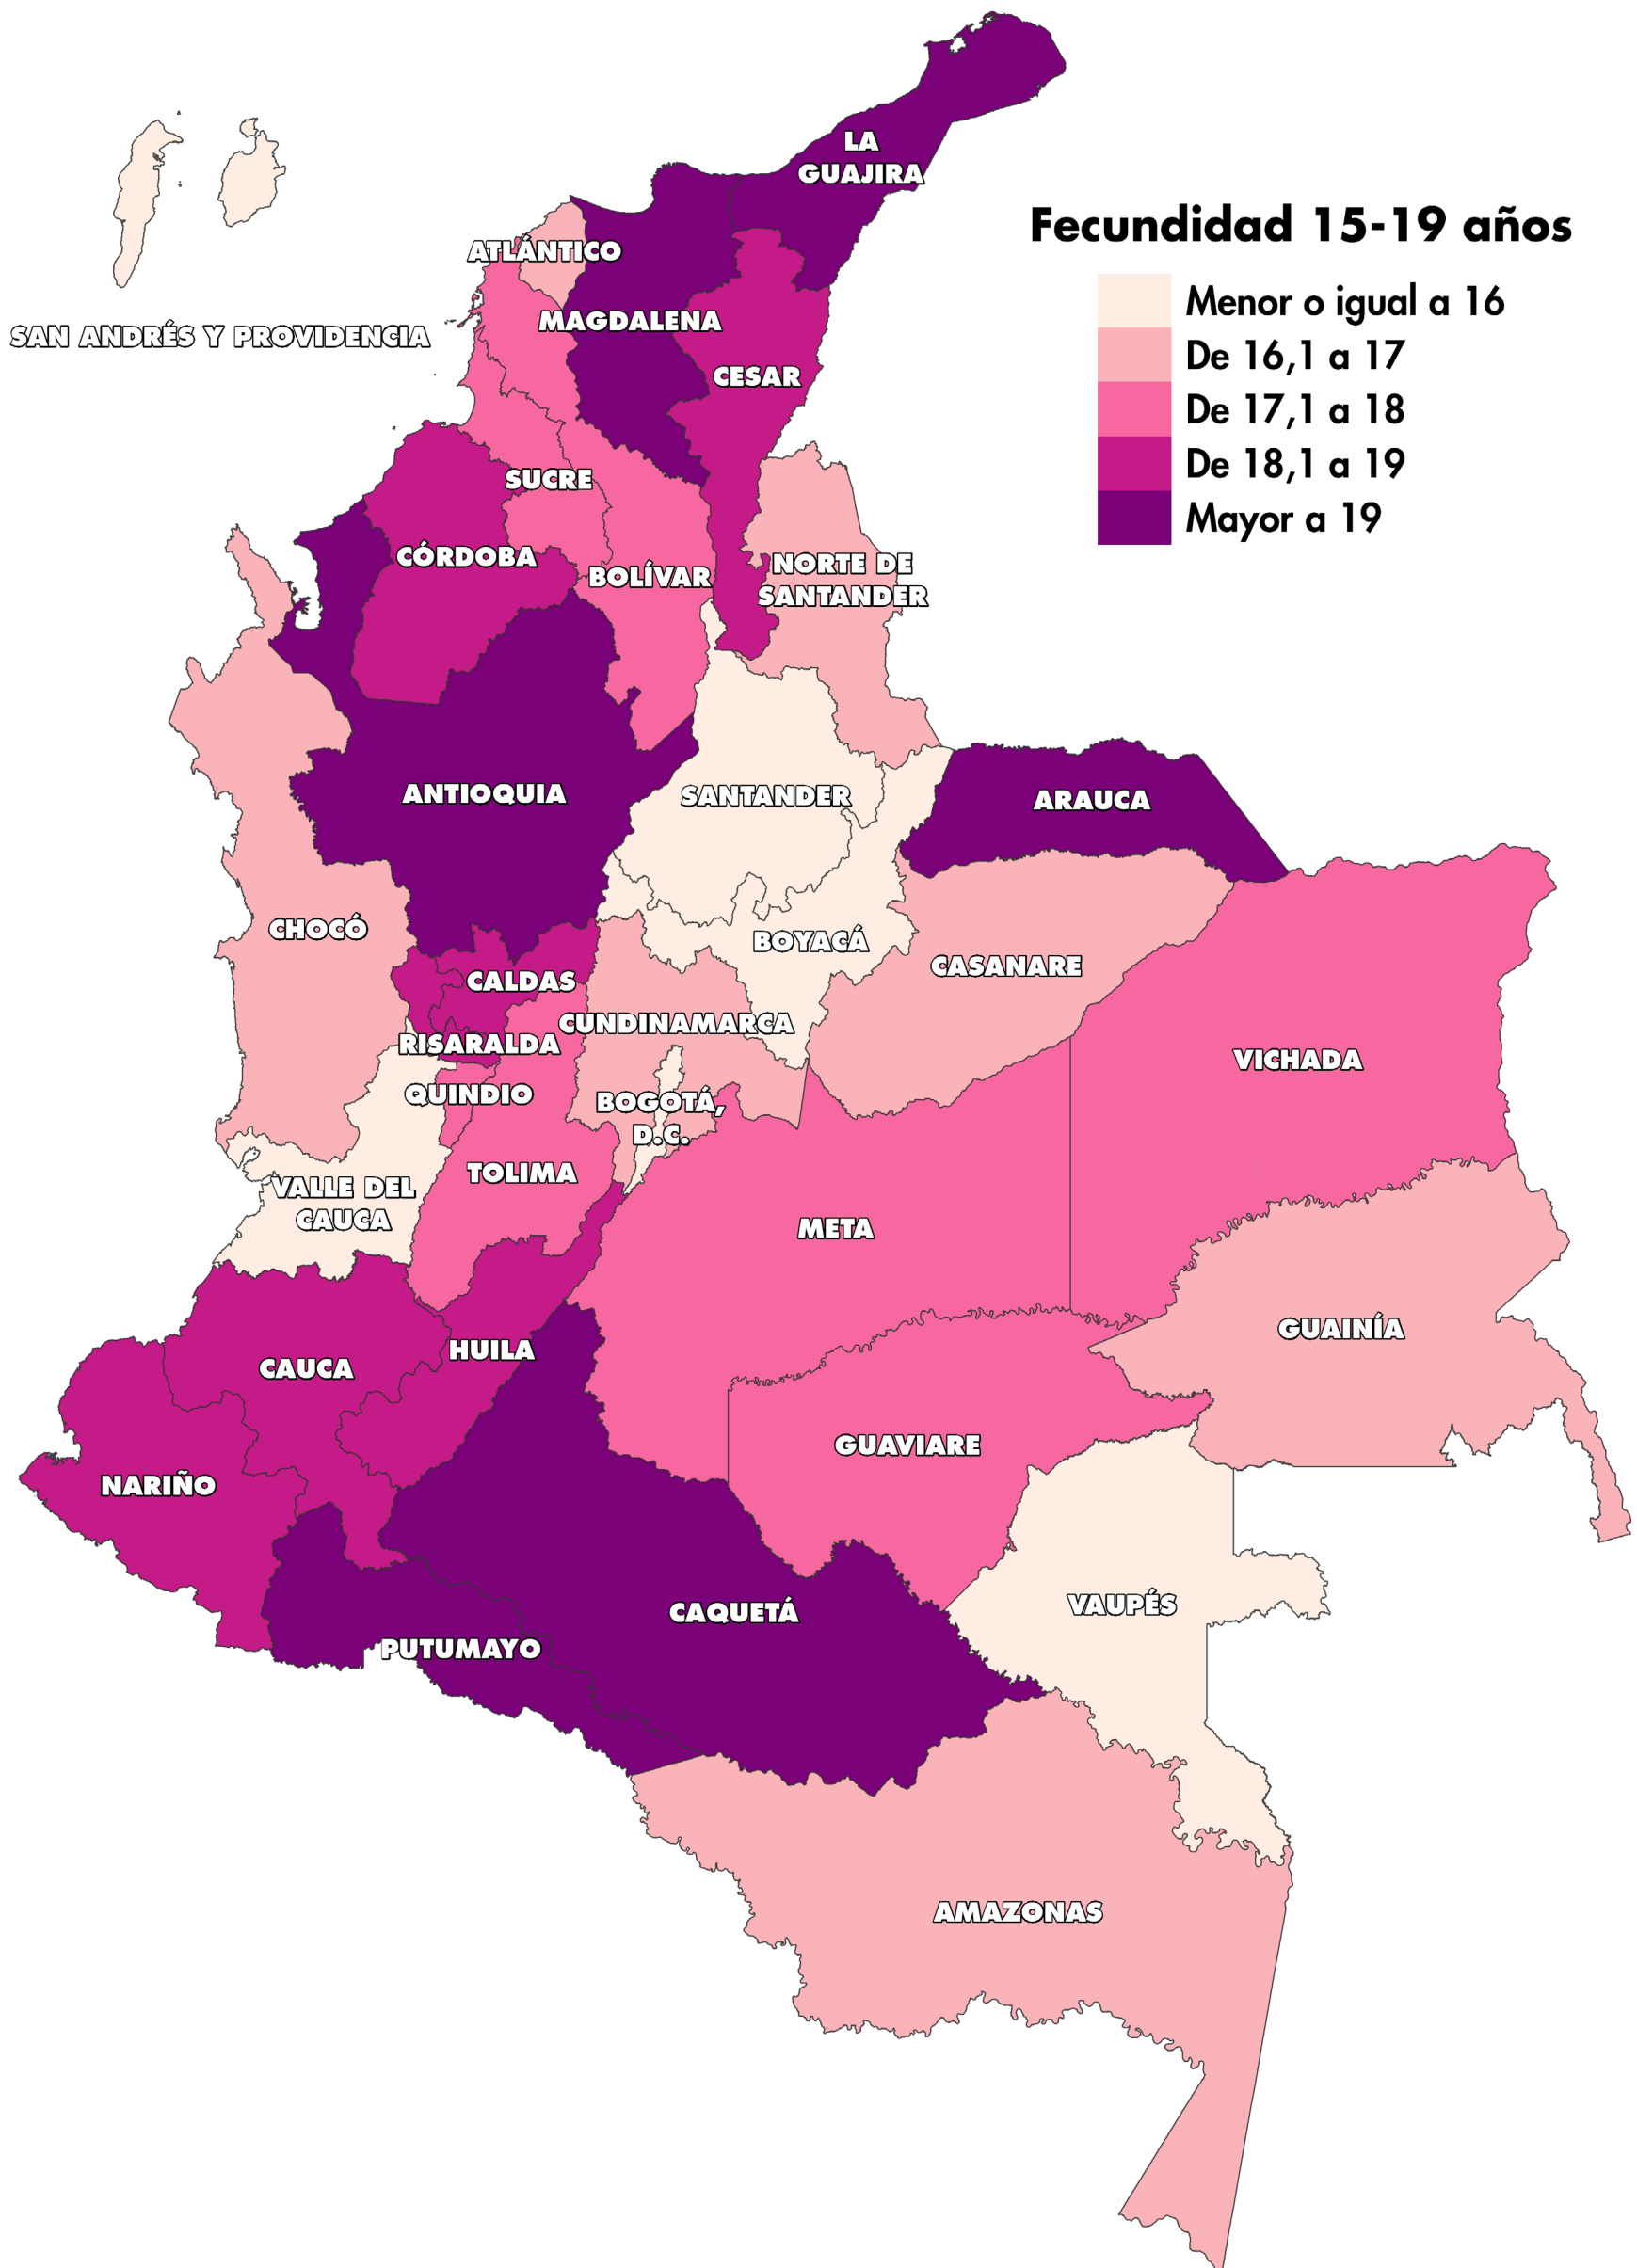 LA
GUAJIRA
Fecundidad 15-19 años
ATLÁNTICO
Menor o igual a 16
SAN ANDRÉS Y PROVIDENCIA
MAGDALENA
De 16,1 a 17
CESAR
De 17,1 a 18
SUCRE
De 18,1 a 19
Mayor a 19
CÓRDOBA
BOLÍVAR
NORTE DE
SANTANDER
ANTIOQUIA
SANTANDER
ARAUCA
CHOCÓ
BOYACÁ
CASANARE
CALDAS
CUNDINAMARCA
RISARALDA
VICHADA
QUINDIO
BOGOTÁ,
D.C.
TOLIMA
VALLE DEL
CAUCA
META
GUAINÍA
HUILA
CAUCA
GUAVIARE
NARIÑO
VAUPÉS
CAQUETÁ
PUTUMAYO
AMAZONAS